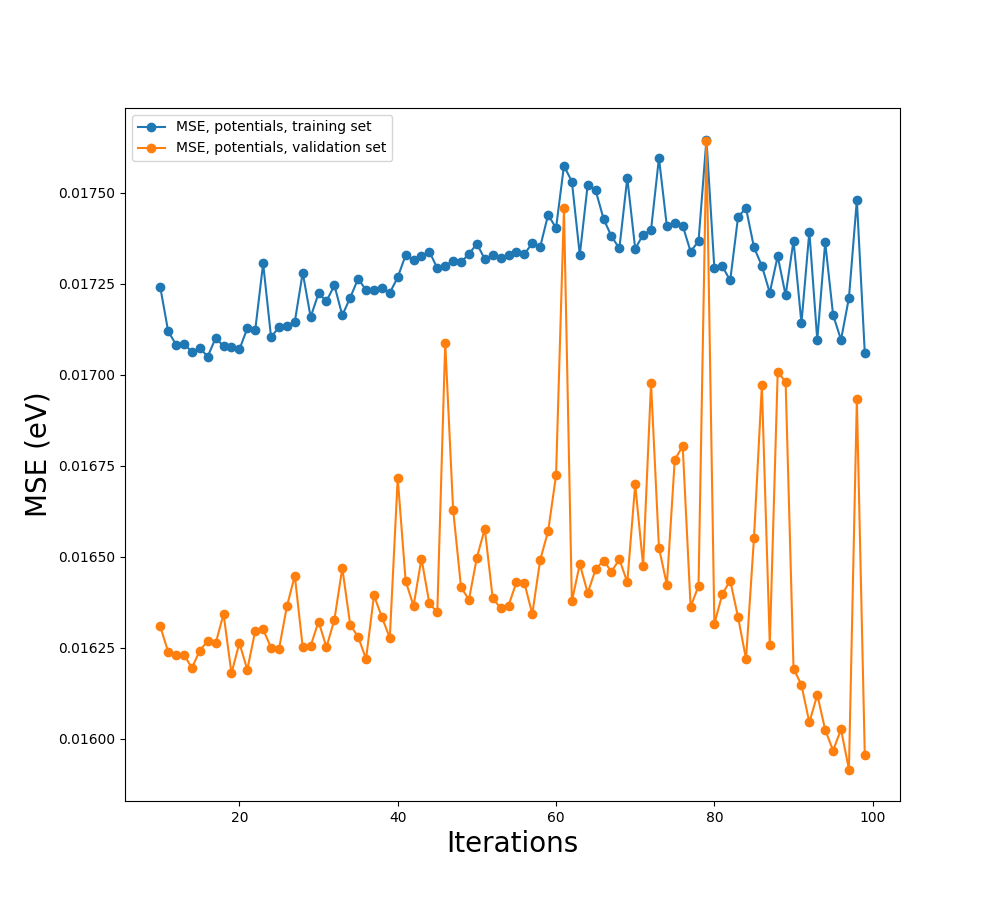 MSE, potentials, training set
MSE, potentials, validation set
0.01750
0.01725
0.01700
0.01675
0.01650
0.01625
0.01600
MSE (eV)
20 40 60 80 100
Iterations